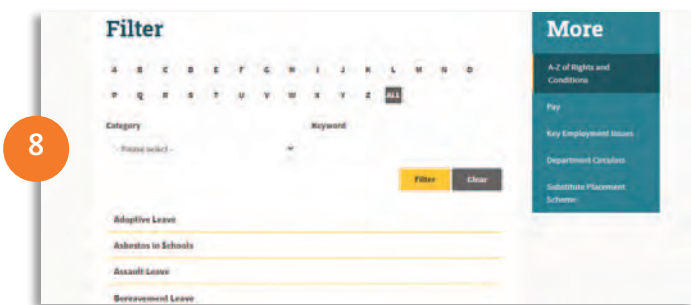 Filter
A B C D E F G H I J K L M N O
P Q R S T U V W X Y Z ALL
Category Keyword
- Please select -
Filter Clear
Adoptive Leave
Asbestos in Schools
Assault Leave
Bereavement Leave
More
A-Z of Rights and
Conditions
Pay
Key Employment Issues
Department Circulars
Substitute Placement
Scheme
8